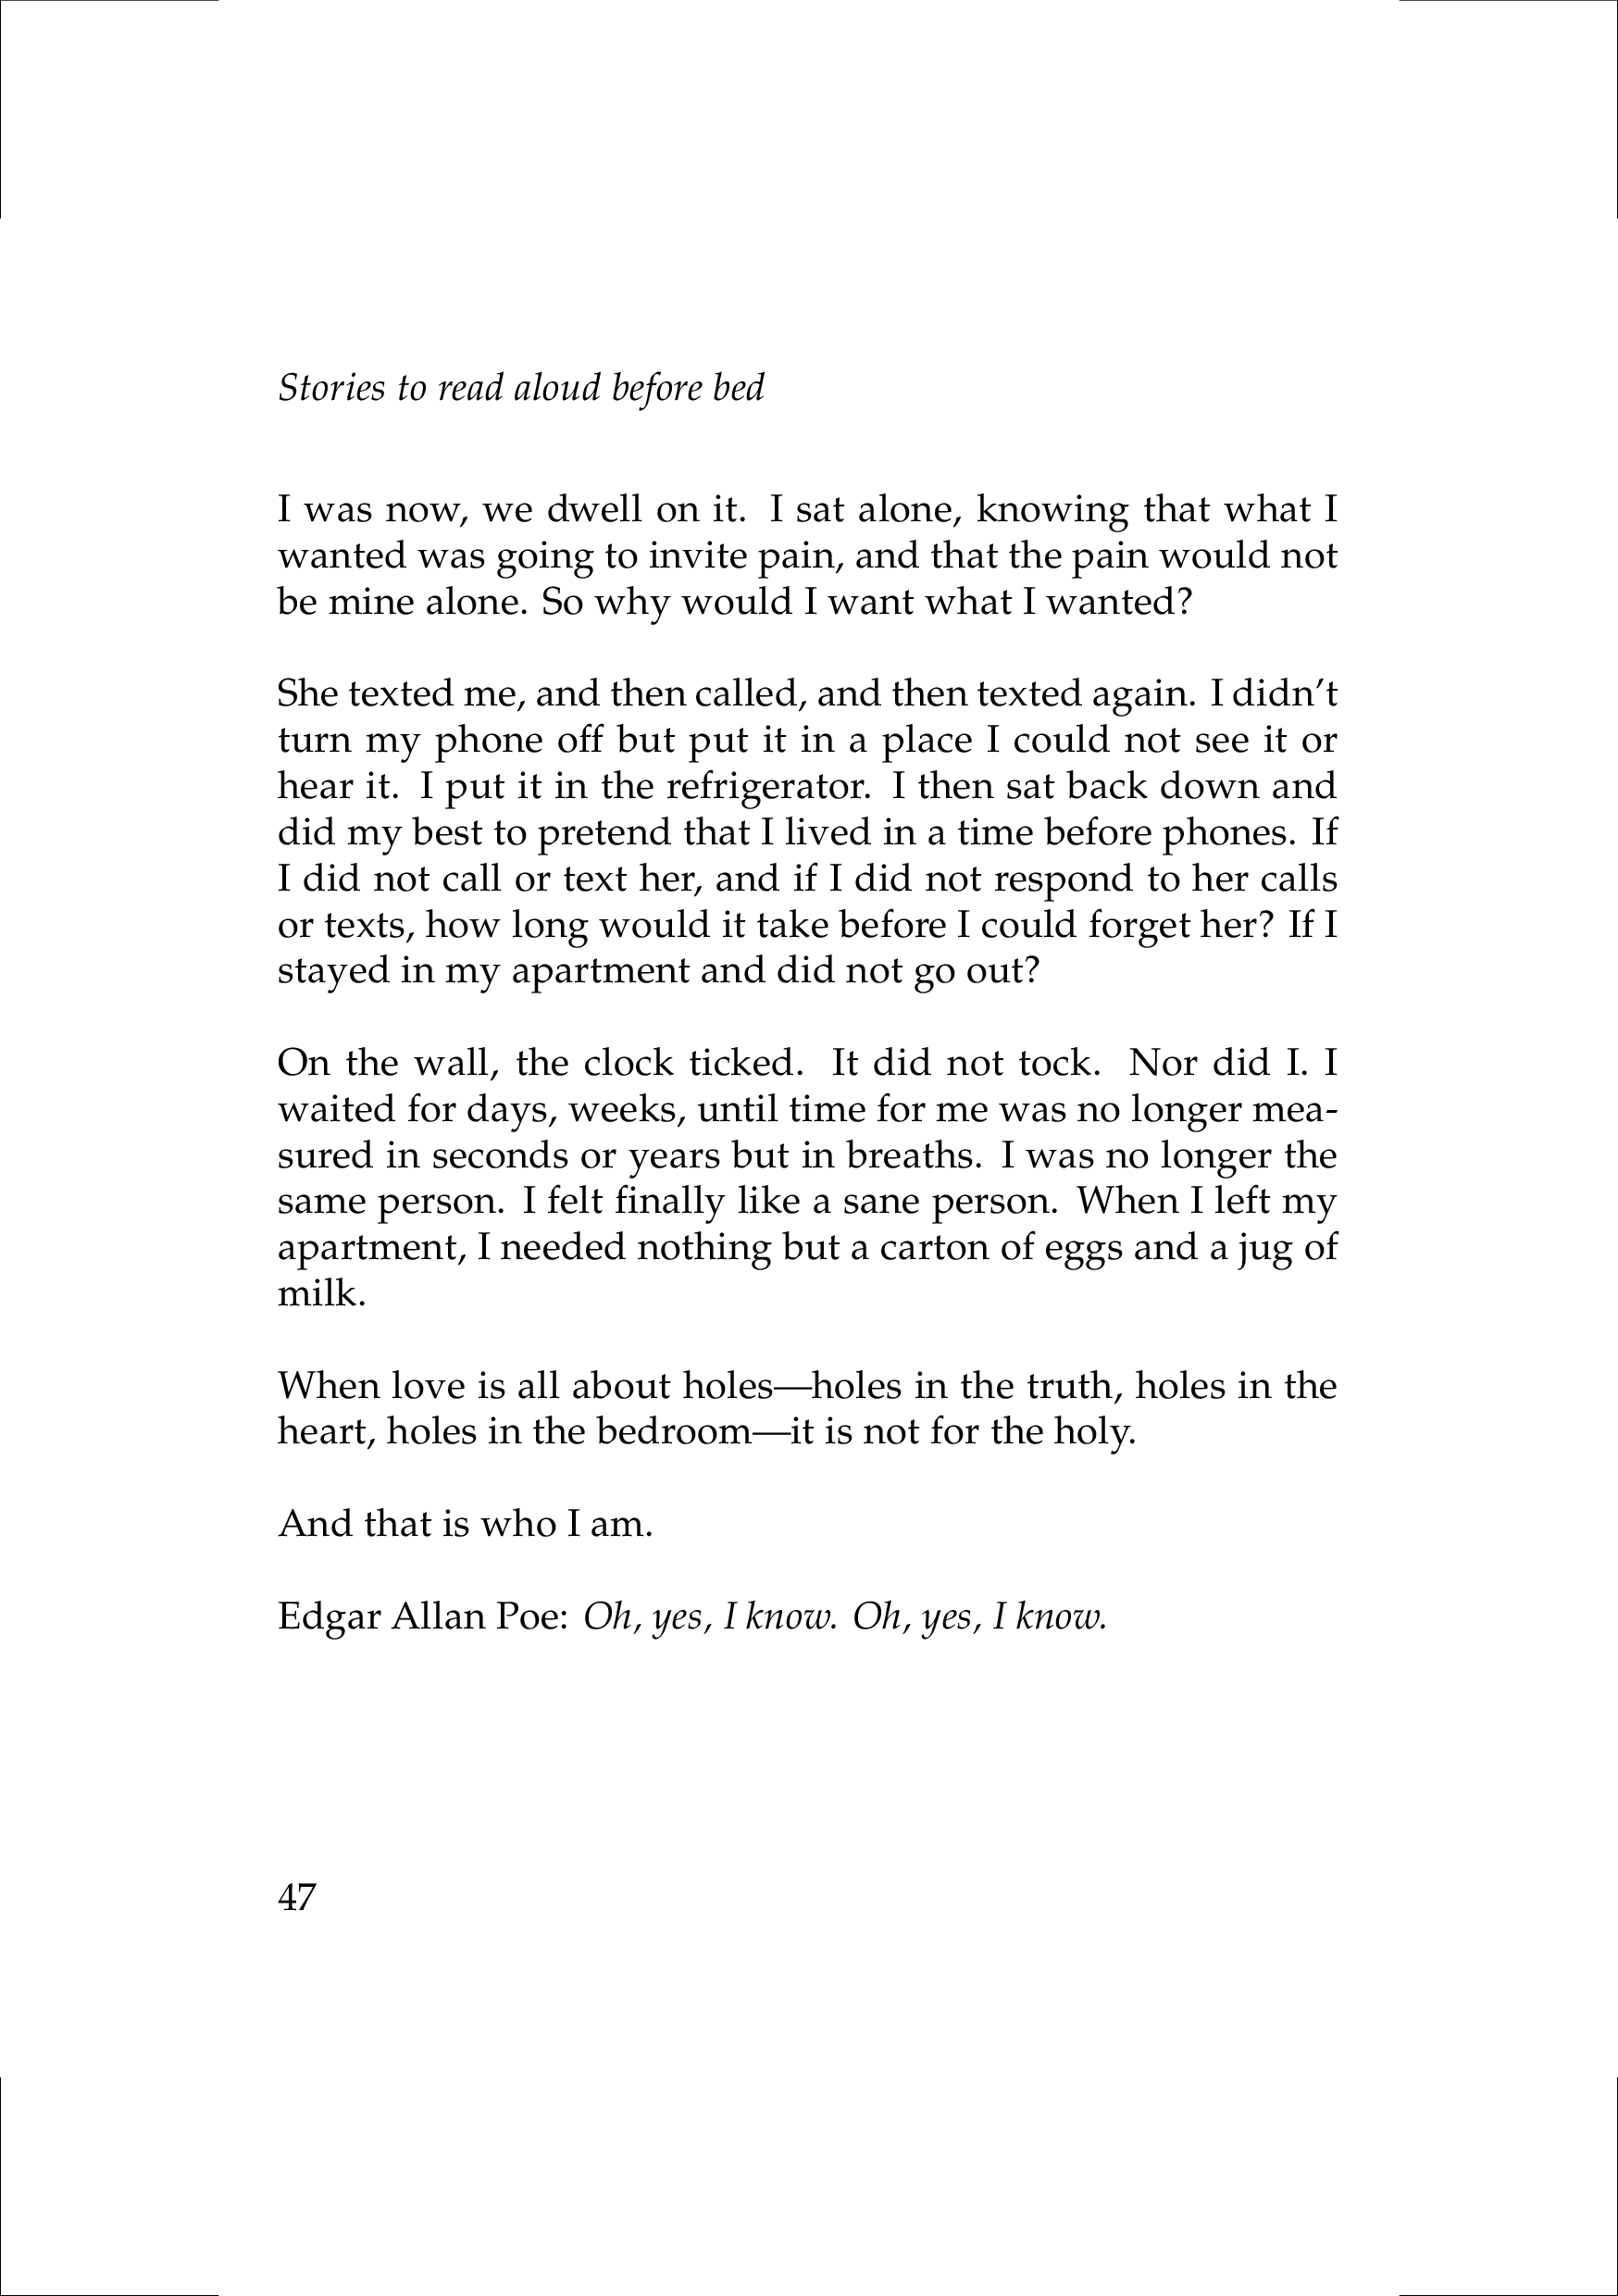 Stories to read aloud before bed
I was now, we dwell on it. I sat alone, knowing that what I
wanted was going to invite pain, and that the pain would not
be mine alone. So why would I want what I wanted?
She texted me, and then called, and then texted again. I didn’t
turn my phone off but put it in a place I could not see it or
hear it. I put it in the refrigerator. I then sat back down and
did my best to pretend that I lived in a time before phones. If
I did not call or text her, and if I did not respond to her calls
or texts, how long would it take before I could forget her? If I
stayed in my apartment and did not go out?
On the wall, the clock ticked. It did not tock. Nor did I. I
waited for days, weeks, until time for me was no longer mea-
sured in seconds or years but in breaths. I was no longer the
same person. I felt finally like a sane person. When I left my
apartment, I needed nothing but a carton of eggs and a jug of
milk.
When love is all about holes—holes in the truth, holes in the
heart, holes in the bedroom—it is not for the holy.
And that is who I am.
Edgar Allan Poe: Oh, yes, I know. Oh, yes, I know.
47